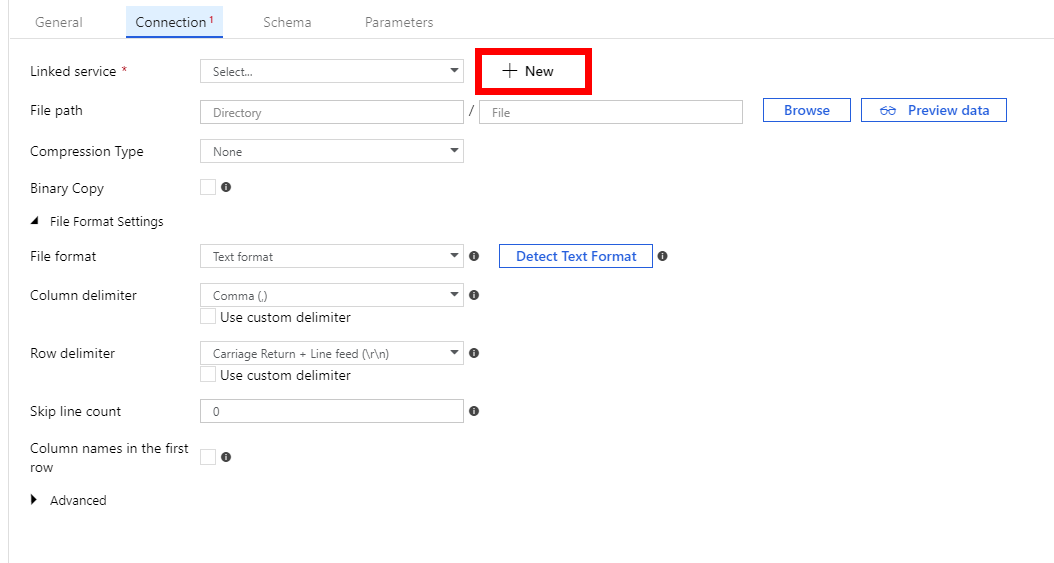 General Connection 1 Schema Parameters
Linked service * Select... + New
File path Directory / File Browse Preview data
Compression Type None
Binary Copy
File Format Settings
File format Text format Detect Text Format
Column delimiter Comma (,)
Use custom delimiter
Row delimiter Carriage Return + Line feed (\r\n)
Use custom delimiter
Skip line count 0
Column names in the first
row
Advanced